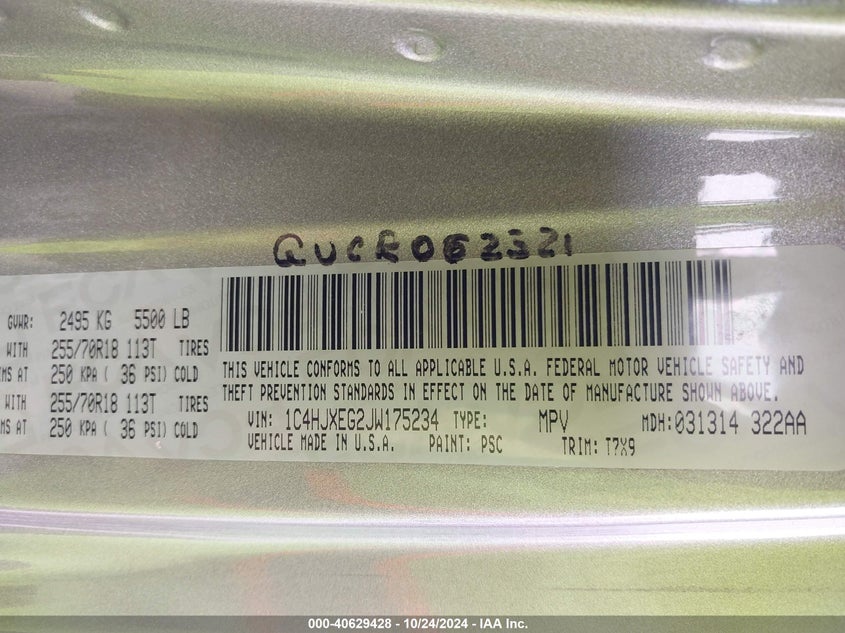 QUCR062321
GVWR: 2495 KG 5500 LB
WITH 255/70R18 113T TIRES
MS AT 250 KPA ( 36 PSI) COLD
WITH 255/70R18 113T TIRES
MS AT 250 KPA ( 36 PSI) COLD
THIS VEHICLE CONFORMS TO ALL APPLICABLE U.S.A. FEDERAL MOTOR VEHICLE SAFETY AND
THEFT PREVENTION STANDARDS IN EFFECT ON THE DATE OF MANUFACTURE SHOWN ABOVE.
VIN: 1C4HJXEG2JW175234 TYPE: MPV MDH:031314 322AA
VEHICLE MADE IN U.S.A. PAINT: PSC TRIM: T7X9
000-40629428 - 10/24/2024 - IAA Inc.